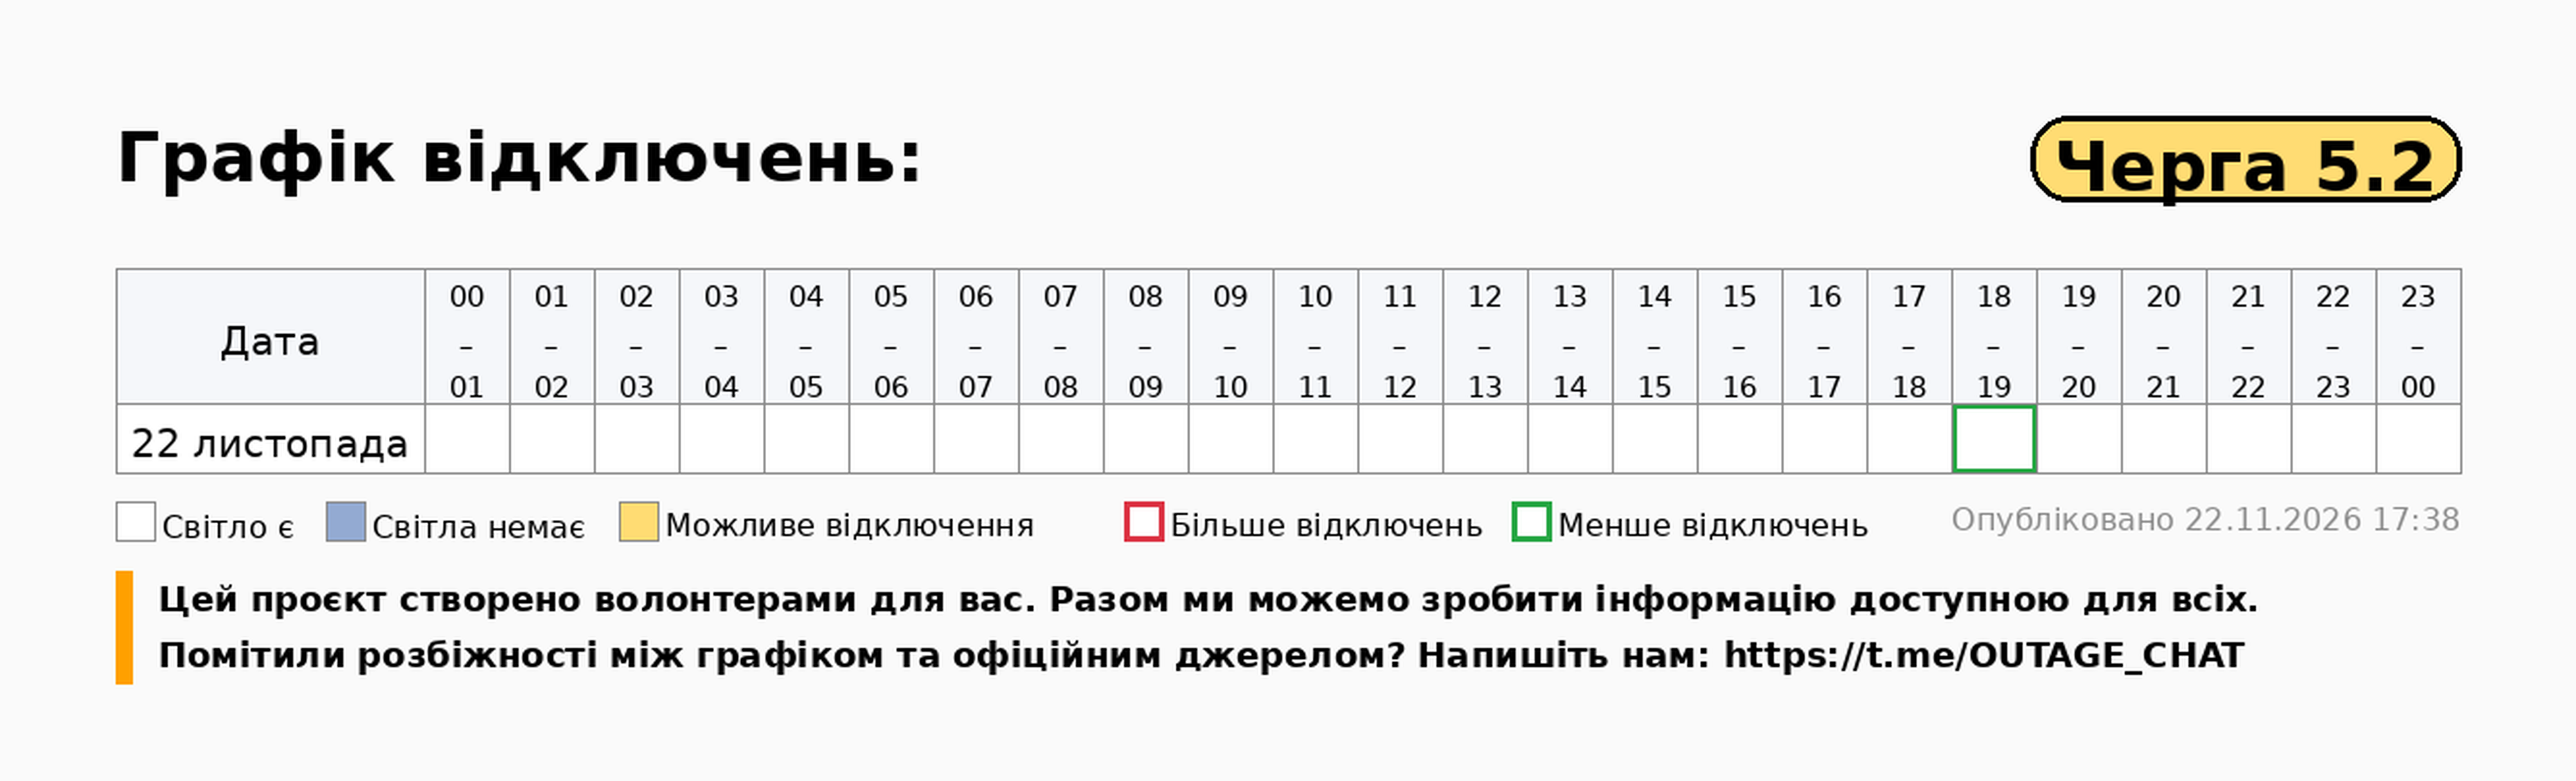 Графік відключень:
Черга 5.2
Дата 00 – 01 01 – 02 02 – 03 03 – 04 04 – 05 05 – 06 06 – 07 07 – 08 08 – 09 09 – 10 10 – 11 11 – 12 12 – 13 13 – 14 14 – 15 15 – 16 16 – 17 17 – 18 18 – 19 19 – 20 20 – 21 21 – 22 22 – 23 23 – 00
22 листопада
Світло є Світла немає Можливе відключення Більше відключень Менше відключень Опубліковано 22.11.2026 17:38
Цей проєкт створено волонтерами для вас. Разом ми можемо зробити інформацію доступною для всіх.
Помітили розбіжності між графіком та офіційним джерелом? Напишіть нам: https://t.me/OUTAGE_CHAT